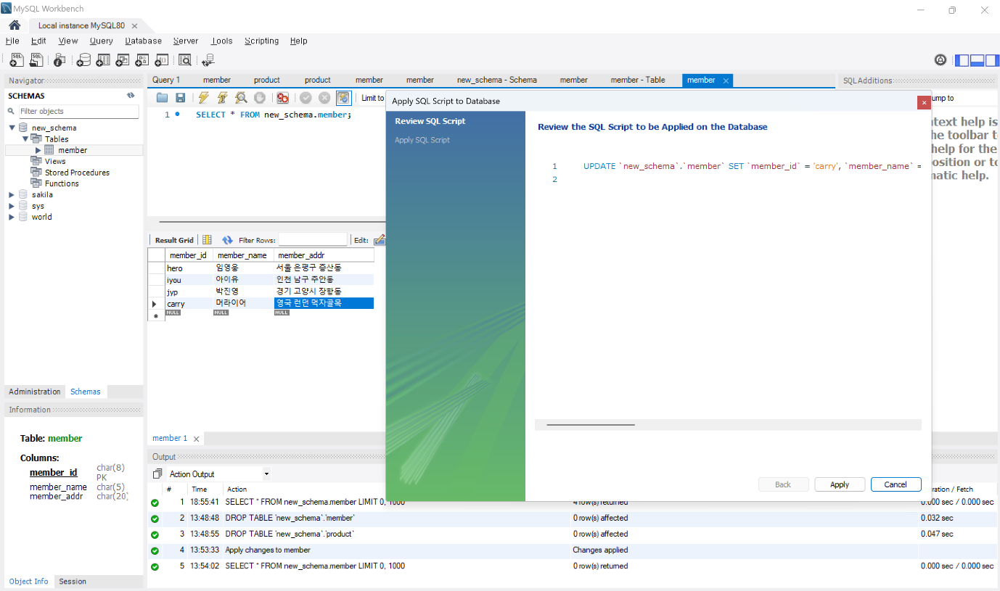 MySQL Workbench
Local instance MySQL80
File Edit View Query Database Server Tools Scripting Help
Navigator
SCHEMAS
Filter objects
new_schema
Tables
member
Views
Stored Procedures
Functions
sakila
sys
world
Administration Schemas
Information
Table: member
Columns:
member_id char(8) PK
member_name char(5)
member_addr char(20)
Object Info Session
Query 1 member product product member member new_schema - Schema member member - Table member
SQL Additions
Limit to
1 SELECT * FROM new_schema.member;
Result Grid Filter Rows: Edit:
member_id member_name member_addr
hero 임영웅 서울 은평구 증산동
iyou 아이유 인천 남구 주안동
jyp 박진영 경기 고양시 장항동
carry 머라이어 영국 런던 먹자골목
NULL NULL NULL
member 1
Apply SQL Script to Database
Review SQL Script
Apply SQL Script
Review the SQL Script to be Applied on the Database
1 UPDATE `new_schema`.`member` SET `member_id` = 'carry', `member_name` =
2
Back Apply Cancel
ump to
text help is
he toolbar t
help for the
osition or to
matic help.
Output
Action Output
# Time Action ration / Fetch
1 18:55:41 SELECT * FROM new_schema.member LIMIT 0, 1000 4 row(s) returned 0.000 sec / 0.000 sec
2 13:48:48 DROP TABLE `new_schema`.`member` 0 row(s) affected 0.032 sec
3 13:48:55 DROP TABLE `new_schema`.`product` 0 row(s) affected 0.047 sec
4 13:53:33 Apply changes to member Changes applied
5 13:54:02 SELECT * FROM new_schema.member LIMIT 0, 1000 0 row(s) returned 0.000 sec / 0.000 sec